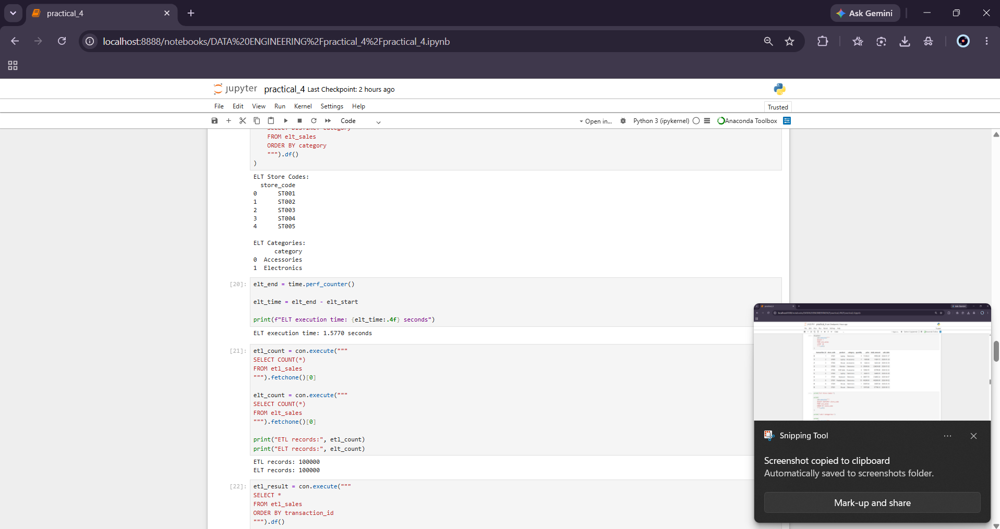 practical_4
Ask Gemini
localhost:8888/notebooks/DATA%20ENGINEERING%2Fpractical_4%2Fpractical_4.ipynb
jupyter practical_4 Last Checkpoint: 2 hours ago
File Edit View Run Kernel Settings Help
Trusted
Code
Open in...
Python 3 (ipykernel)
Anaconda Toolbox
SELECT DISTINCT category
FROM elt_sales
ORDER BY category
""").df()
)
ELT Store Codes:
store_code
0 ST001
1 ST002
2 ST003
3 ST004
4 ST005
ELT Categories:
category
0 Accessories
1 Electronics
[20]: elt_end = time.perf_counter()
elt_time = elt_end - elt_start
print(f"ELT execution time: {elt_time:.4f} seconds")
ELT execution time: 1.5770 seconds
[21]: etl_count = con.execute("""
SELECT COUNT(*)
FROM etl_sales
""").fetchone()[0]
elt_count = con.execute("""
SELECT COUNT(*)
FROM elt_sales
""").fetchone()[0]
print("ETL records:", etl_count)
print("ELT records:", elt_count)
ETL records: 100000
ELT records: 100000
[22]: etl_result = con.execute("""
SELECT *
FROM etl_sales
ORDER BY transaction_id
""").df()
Snipping Tool
Screenshot copied to clipboard
Automatically saved to screenshots folder.
Mark-up and share